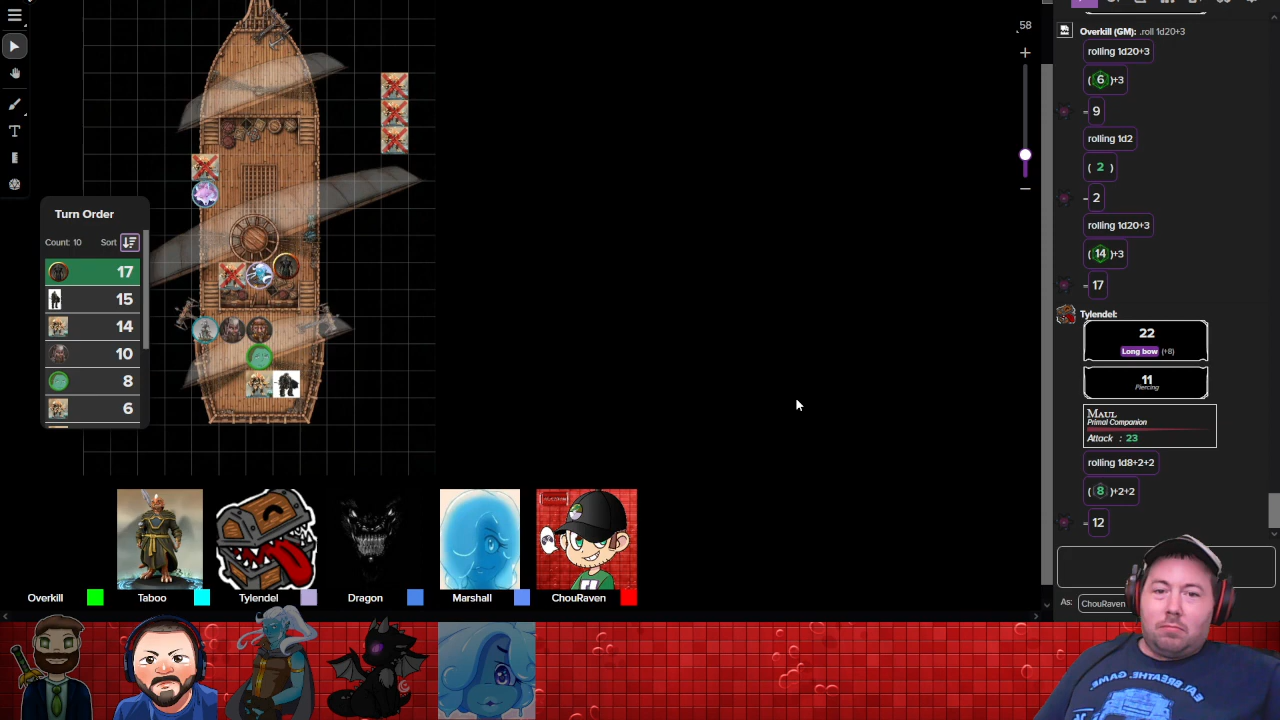 58
Overkill (GM): .roll 1d20+3
rolling 1d20+3
( 6 )+3
= 9
rolling 1d2
( 2 )
= 2
rolling 1d20+3
( 14 )+3
= 17
Tylendel:
22
Long bow (+8)
11
Piercing
MAUL
Primal Companion
Attack : 23
rolling 1d8+2+2
( 8 )+2+2
= 12
As: ChouRaven
Turn Order
Count: 10 Sort
17
15
14
10
8
6
Overkill
Taboo
Tylendel
Dragon
Marshall
ChouRaven